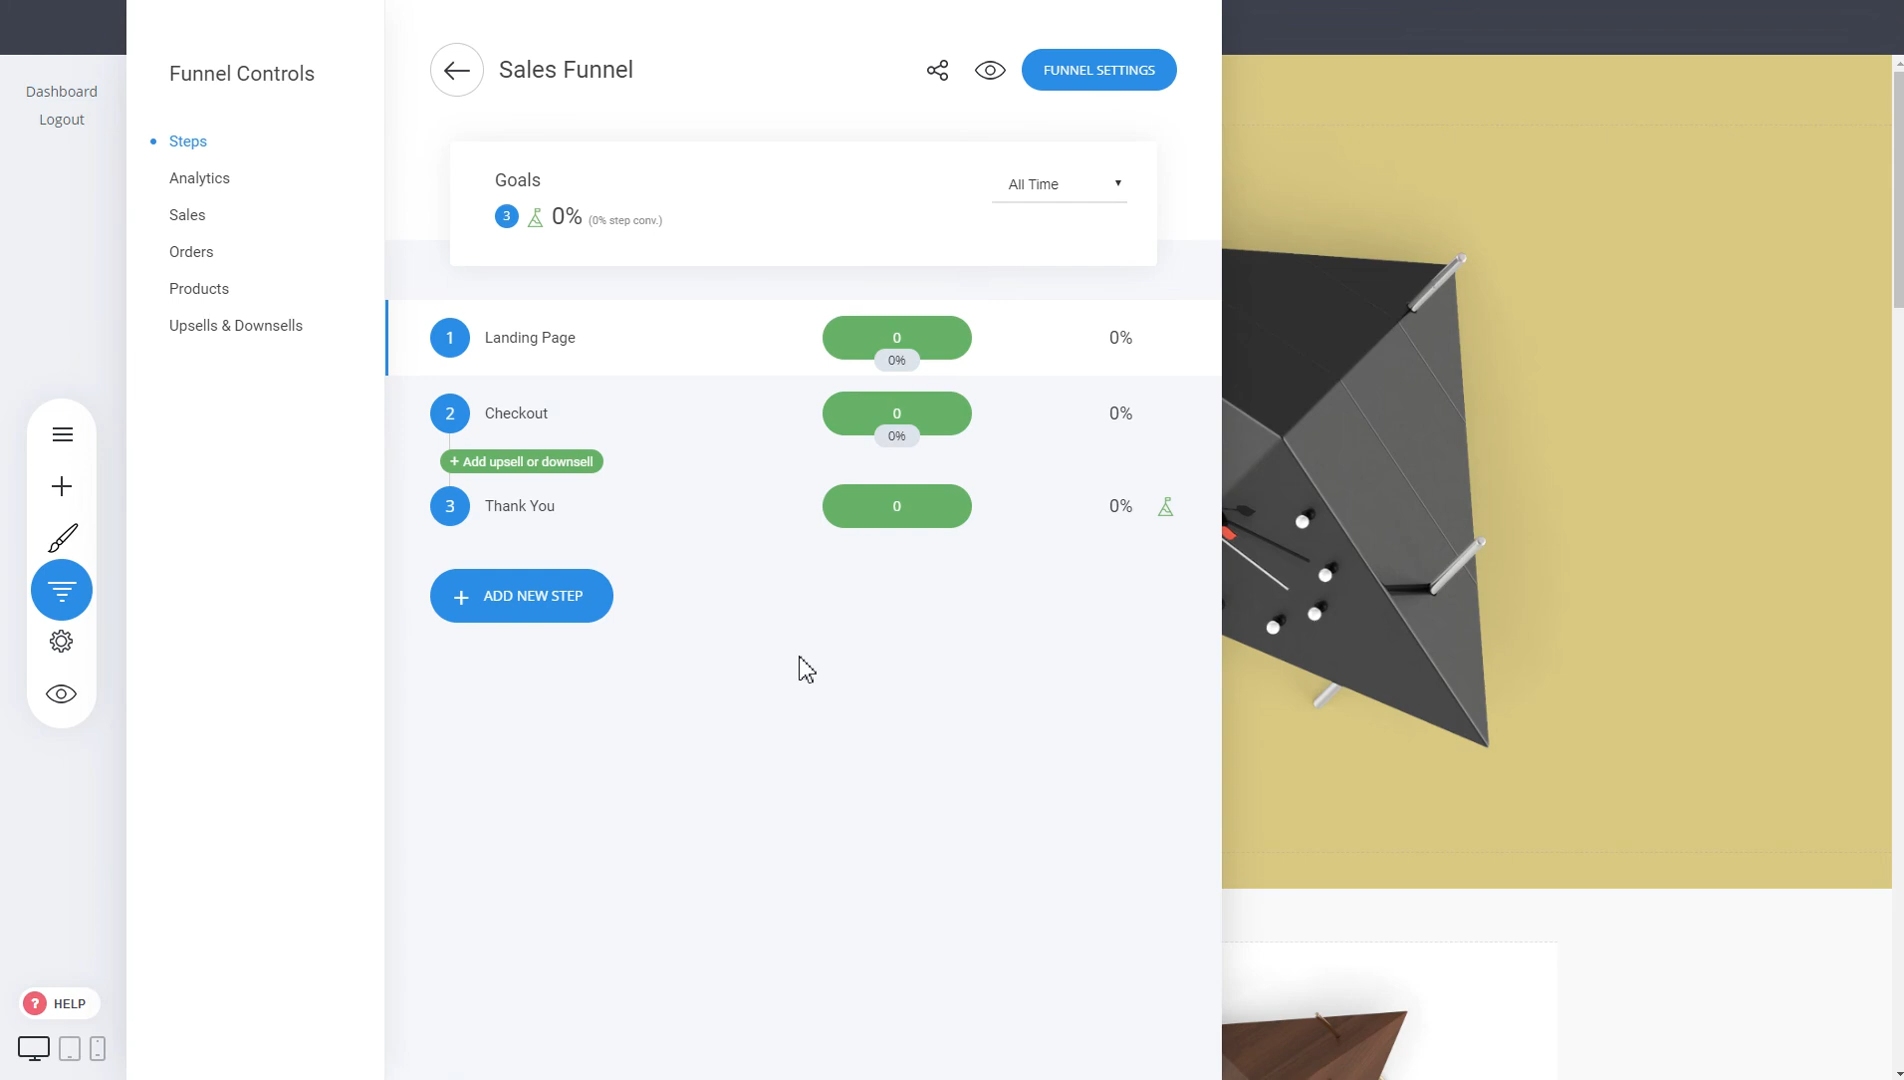 Dashboard
Logout
Funnel Controls
Steps
Analytics
Sales
Orders
Products
Upsells & Downsells
Sales Funnel
FUNNEL SETTINGS
Goals
All Time
3 0% (0% step conv.)
1 Landing Page 0 0%
0%
2 Checkout 0 0%
0%
+ Add upsell or downsell
3 Thank You 0 0%
+ ADD NEW STEP
? HELP